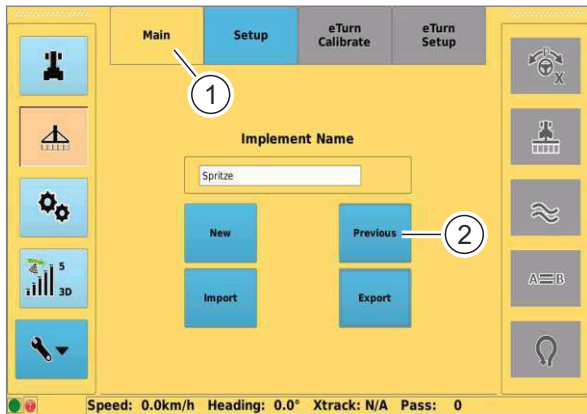 Main
Setup
eTurn
Calibrate
eTurn
Setup
1
X
Implement Name
Spritze
New
Previous
2
Import
Export
5
3D
A B
Speed: 0.0km/h Heading: 0.0° Xtrack: N/A Pass: 0